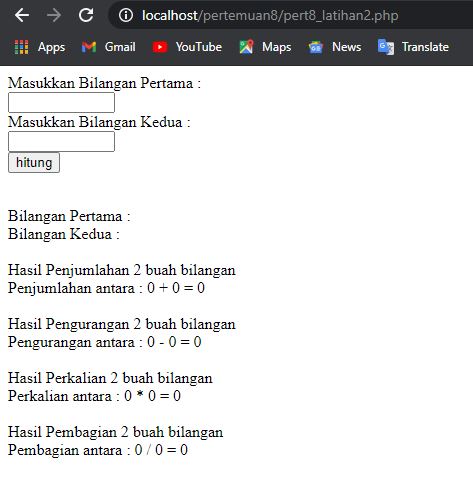 localhost/pertemuan8/pert8_latihan2.php
Apps Gmail YouTube Maps News Translate
Masukkan Bilangan Pertama :
Masukkan Bilangan Kedua :
hitung
Bilangan Pertama :
Bilangan Kedua :
Hasil Penjumlahan 2 buah bilangan
Penjumlahan antara : 0 + 0 = 0
Hasil Pengurangan 2 buah bilangan
Pengurangan antara : 0 - 0 = 0
Hasil Perkalian 2 buah bilangan
Perkalian antara : 0 * 0 = 0
Hasil Pembagian 2 buah bilangan
Pembagian antara : 0 / 0 = 0